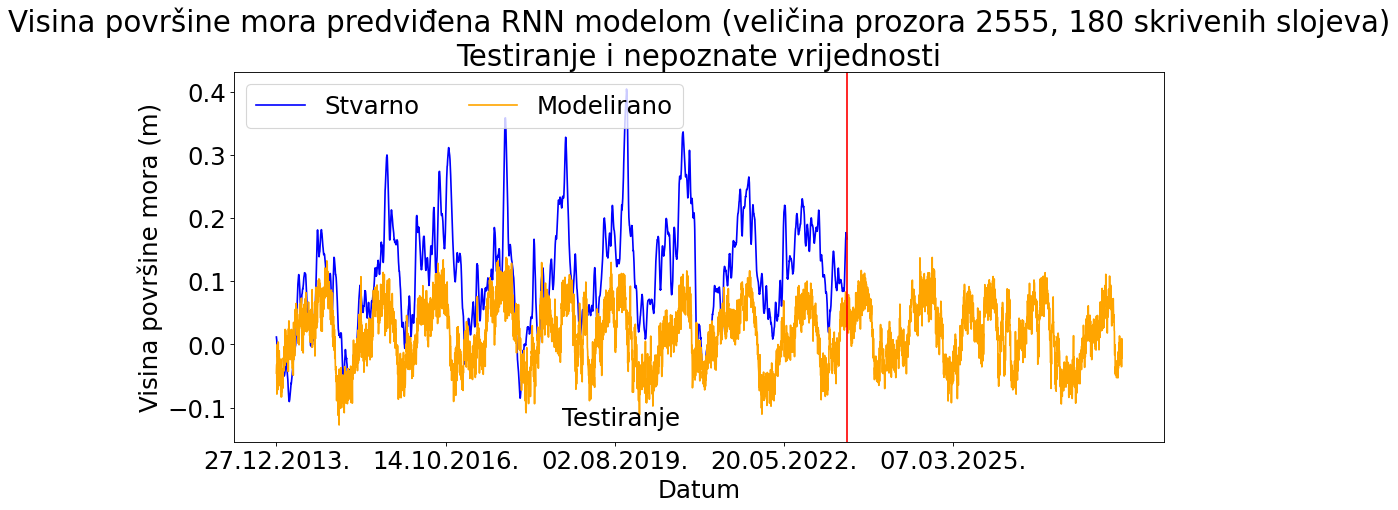 Visina površine mora predviđena RNN modelom (veličina prozora 2555, 180 skrivenih slojeva)
Testiranje i nepoznate vrijednosti
Stvarno
Modelirano
Visina površine mora (m)
0.4
0.3
0.2
0.1
0.0
−0.1
Testiranje
27.12.2013.
14.10.2016.
02.08.2019.
20.05.2022.
07.03.2025.
Datum